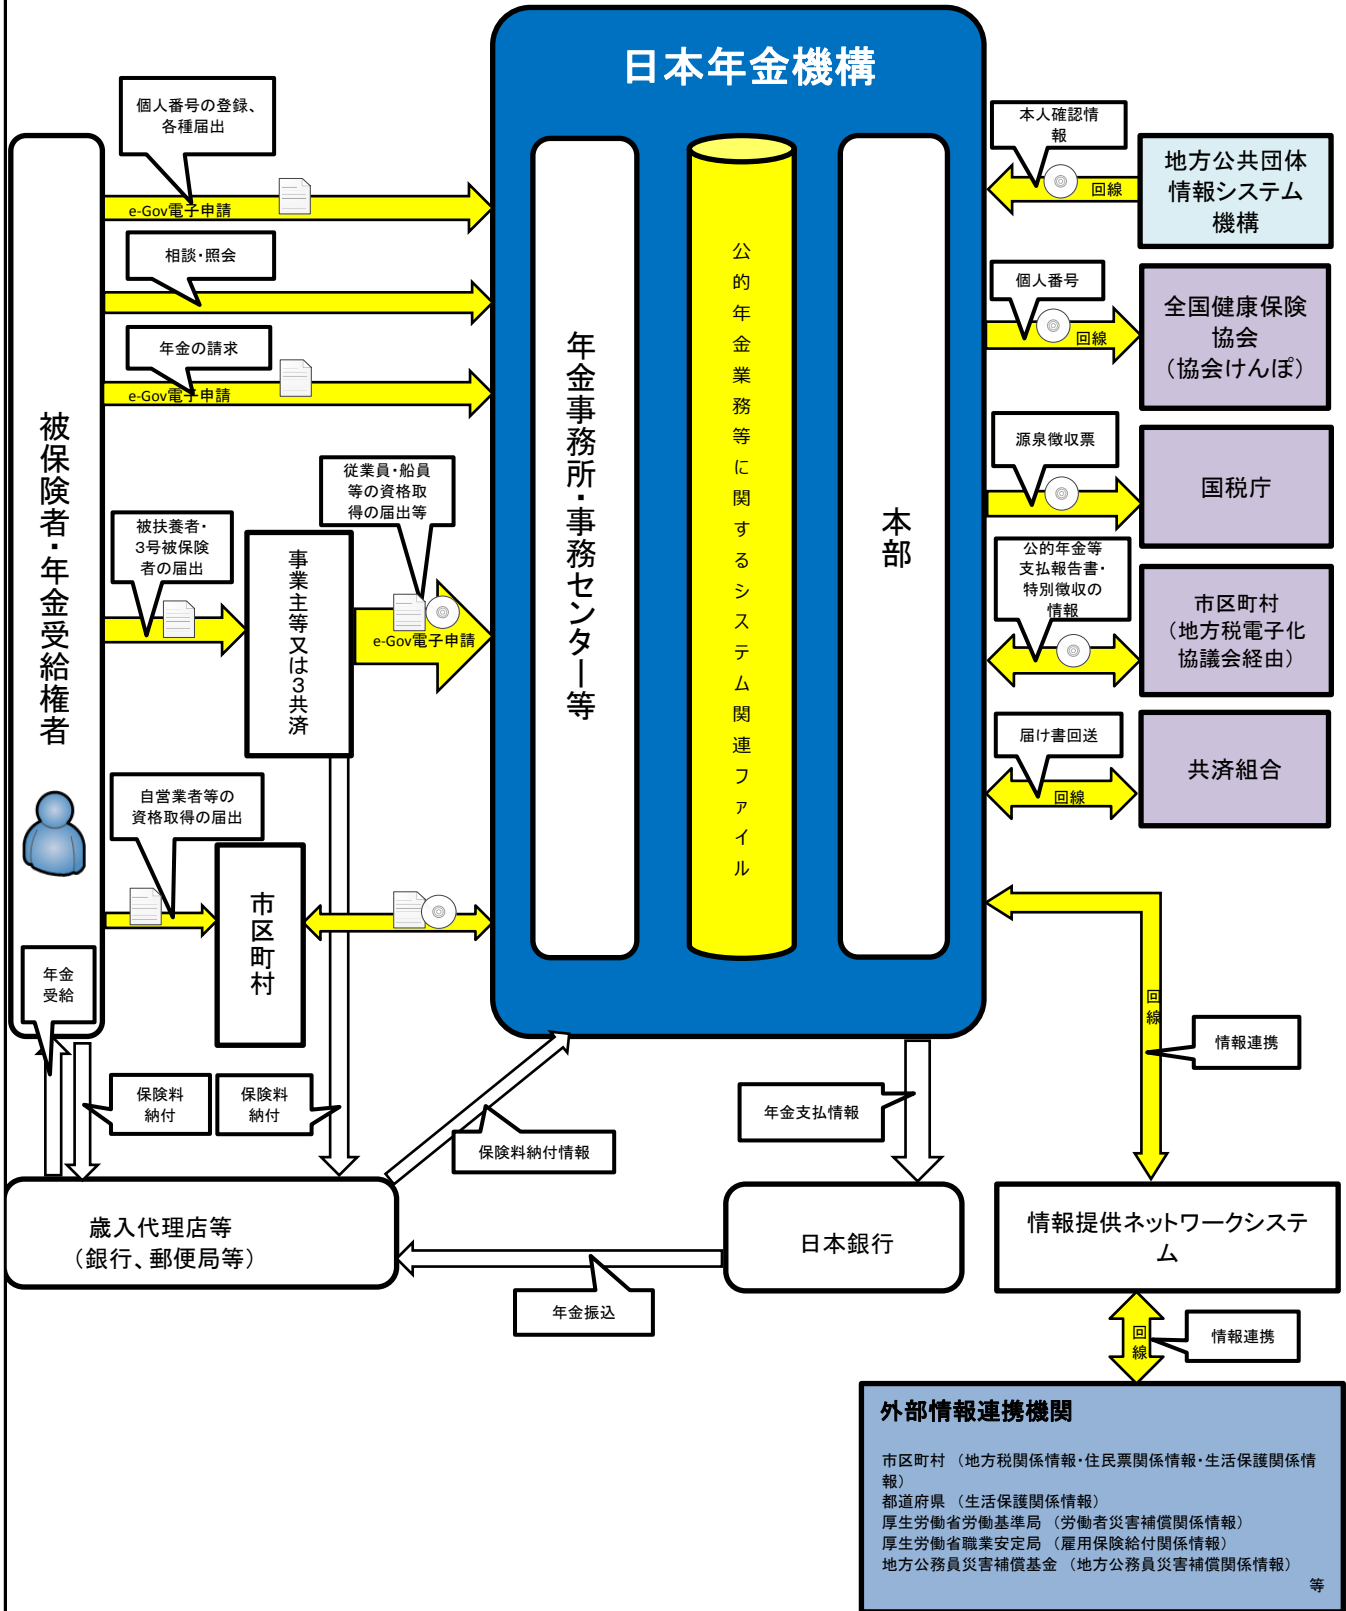 日本年金機構
個人番号の登録、
各種届出
e-Gov電子申請
相談・照会
年金の請求
e-Gov電子申請
被保険者・年金受給権者
被扶養者・
3号被保険
者の届出
事業主等又は3共済
従業員・船員
等の資格取
得の届出等
e-Gov電子申請
自営業者等の
資格取得の届出
市区町村
年金事務所・事務センター等
公的年金業務等に関するシステム関連ファイル
本部
本人確認情
報
回線
地方公共団体
情報システム
機構
個人番号
回線
全国健康保険
協会
（協会けんぽ）
源泉徴収票
国税庁
公的年金等
支払報告書・
特別徴収の
情報
市区町村
（地方税電子化
協議会経由）
届け書回送
回線
共済組合
年金
受給
保険料
納付
保険料
納付
保険料納付情報
年金支払情報
回線
情報連携
歳入代理店等
（銀行、郵便局等）
年金振込
日本銀行
情報提供ネットワークシステ
ム
回線
情報連携
外部情報連携機関
市区町村 （地方税関係情報・住民票関係情報・生活保護関係情
報）
都道府県 （生活保護関係情報）
厚生労働省労働基準局 （労働者災害補償関係情報）
厚生労働省職業安定局 （雇用保険給付関係情報）
地方公務員災害補償基金 （地方公務員災害補償関係情報）
等